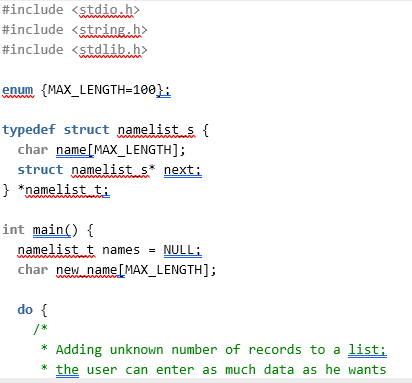 #include <stdio.h>
#include <string.h>
#include <stdlib.h>
enum {MAX_LENGTH=100};
typedef struct namelist_s {
char name[MAX_LENGTH];
struct namelist_s* next;
} *namelist_t;
int main() {
namelist_t names = NULL;
char new_name[MAX_LENGTH];
do {
/*
* Adding unknown number of records to a list;
* the user can enter as much data as he wants